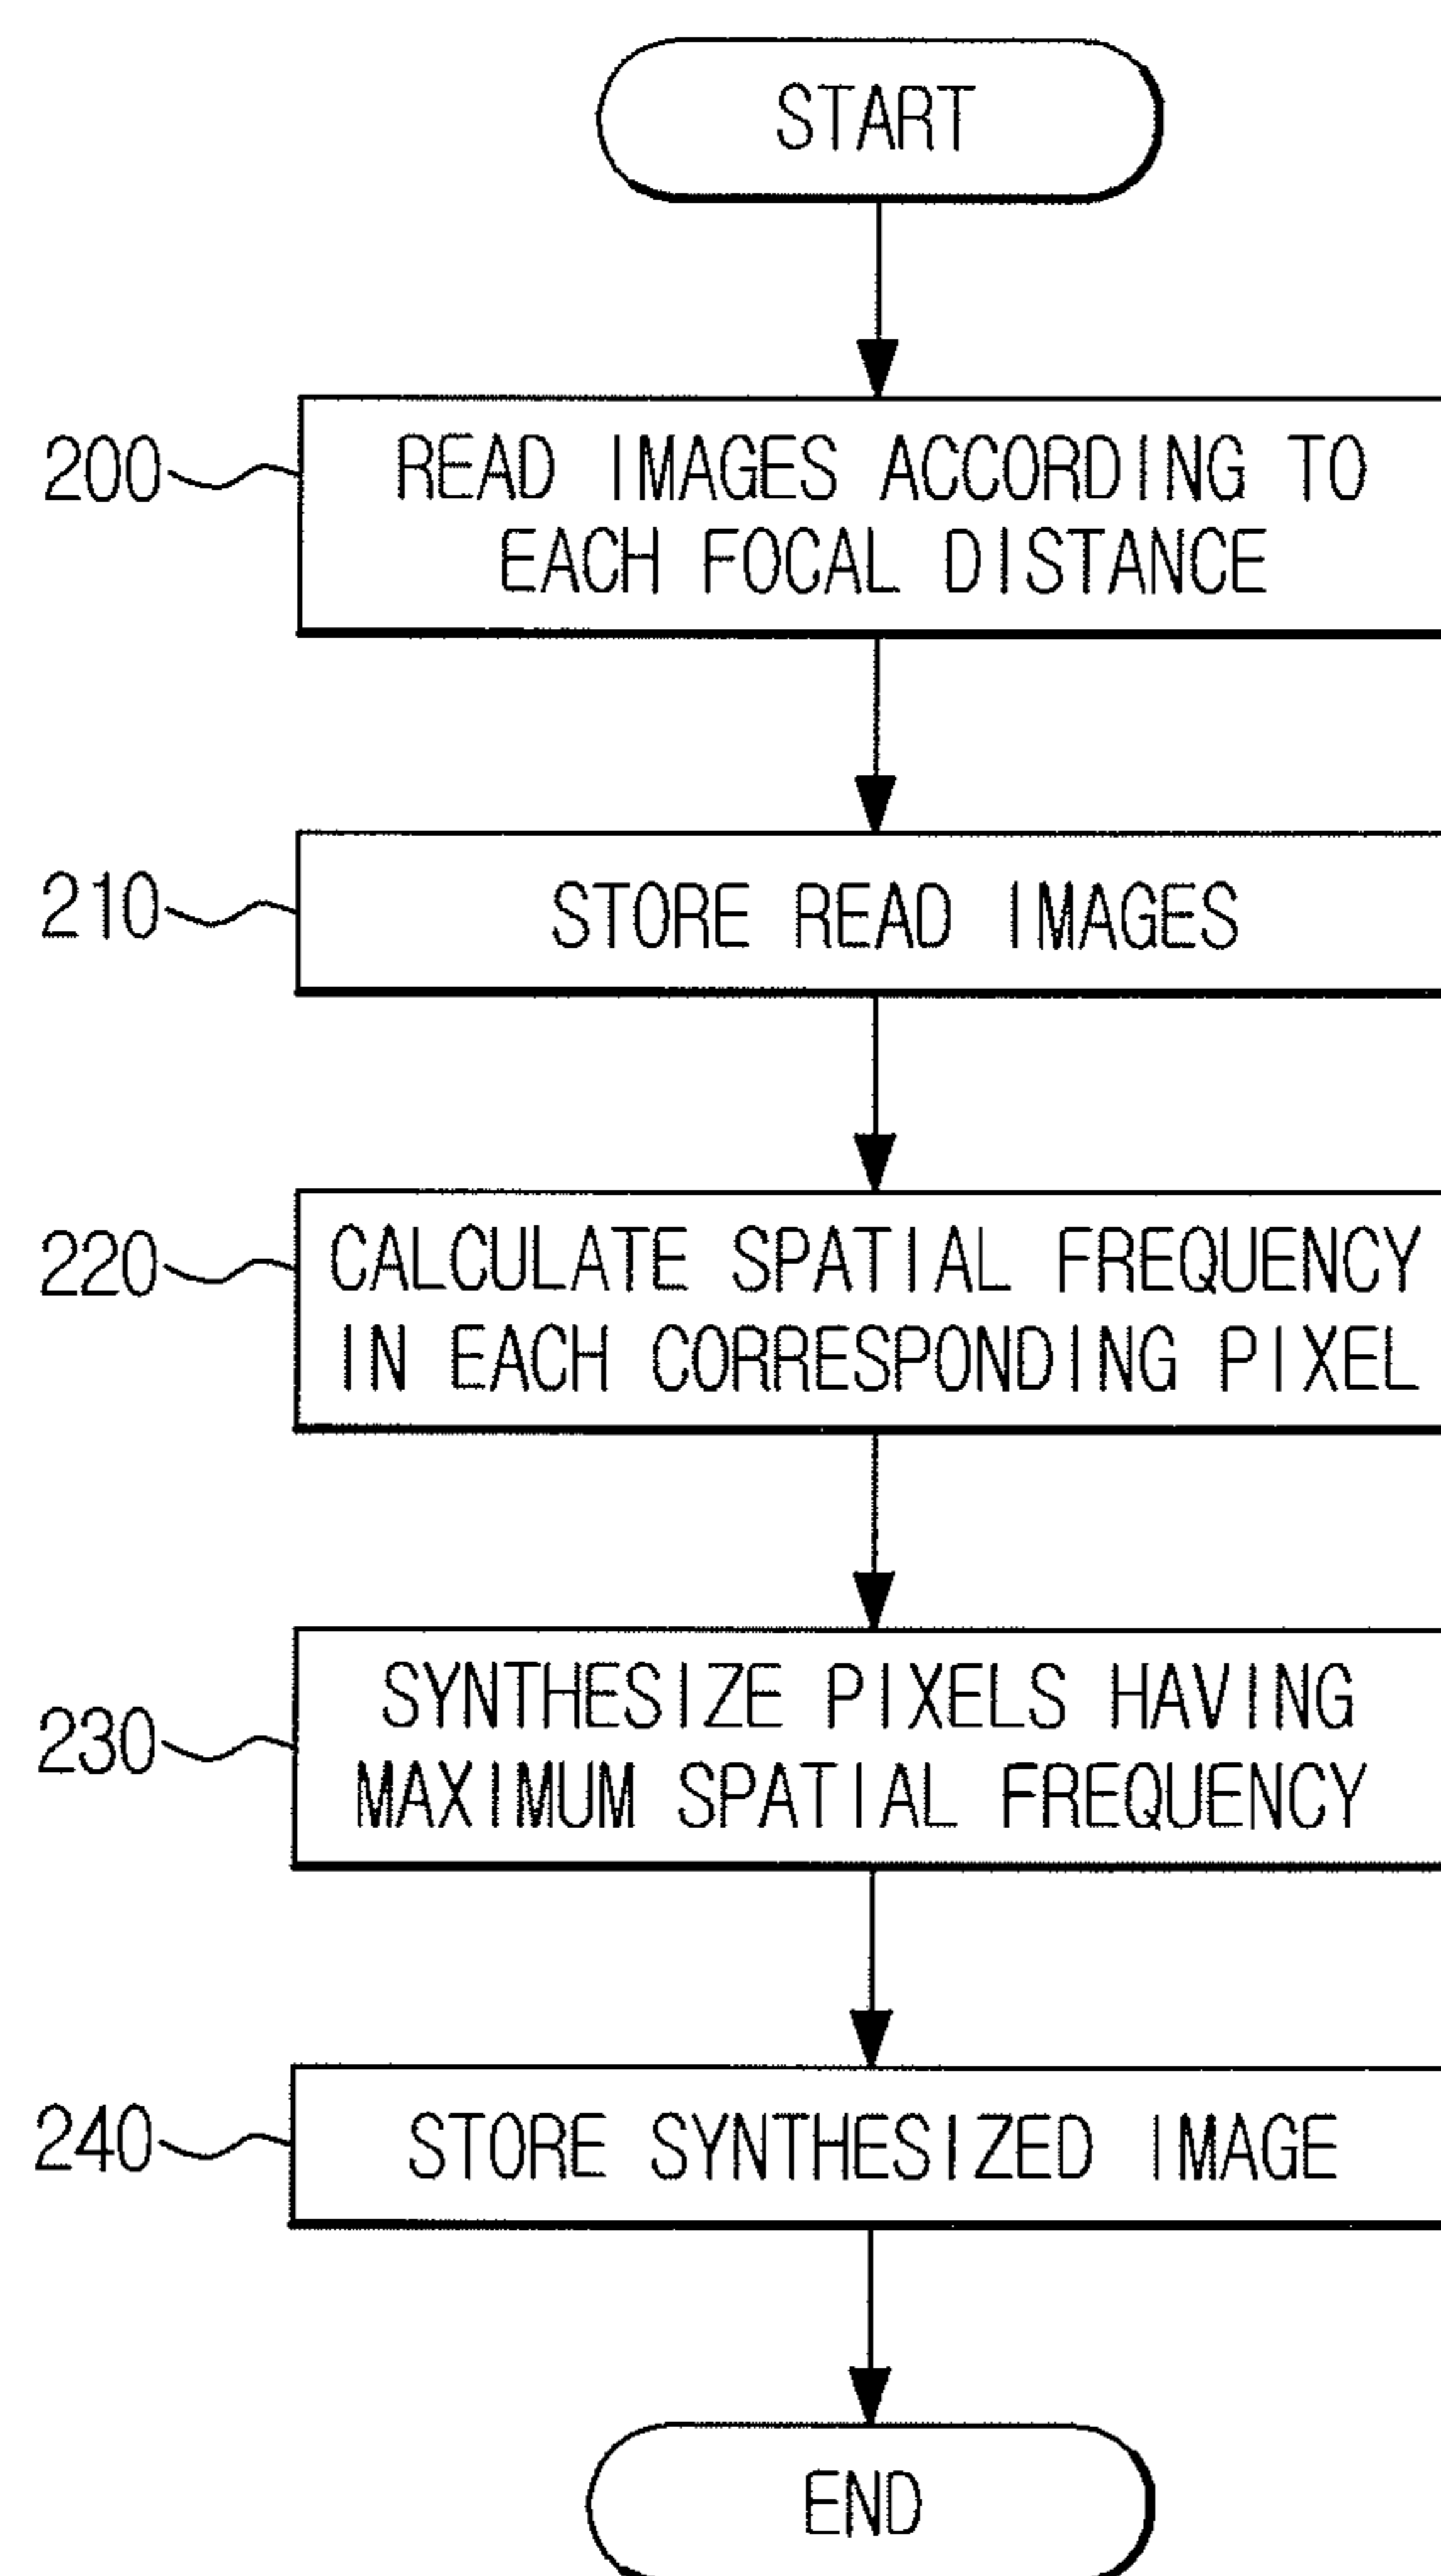 START
200
READ IMAGES ACCORDING TO
EACH FOCAL DISTANCE
210
STORE READ IMAGES
220
CALCULATE SPATIAL FREQUENCY
IN EACH CORRESPONDING PIXEL
230
SYNTHESIZE PIXELS HAVING
MAXIMUM SPATIAL FREQUENCY
240
STORE SYNTHESIZED IMAGE
END